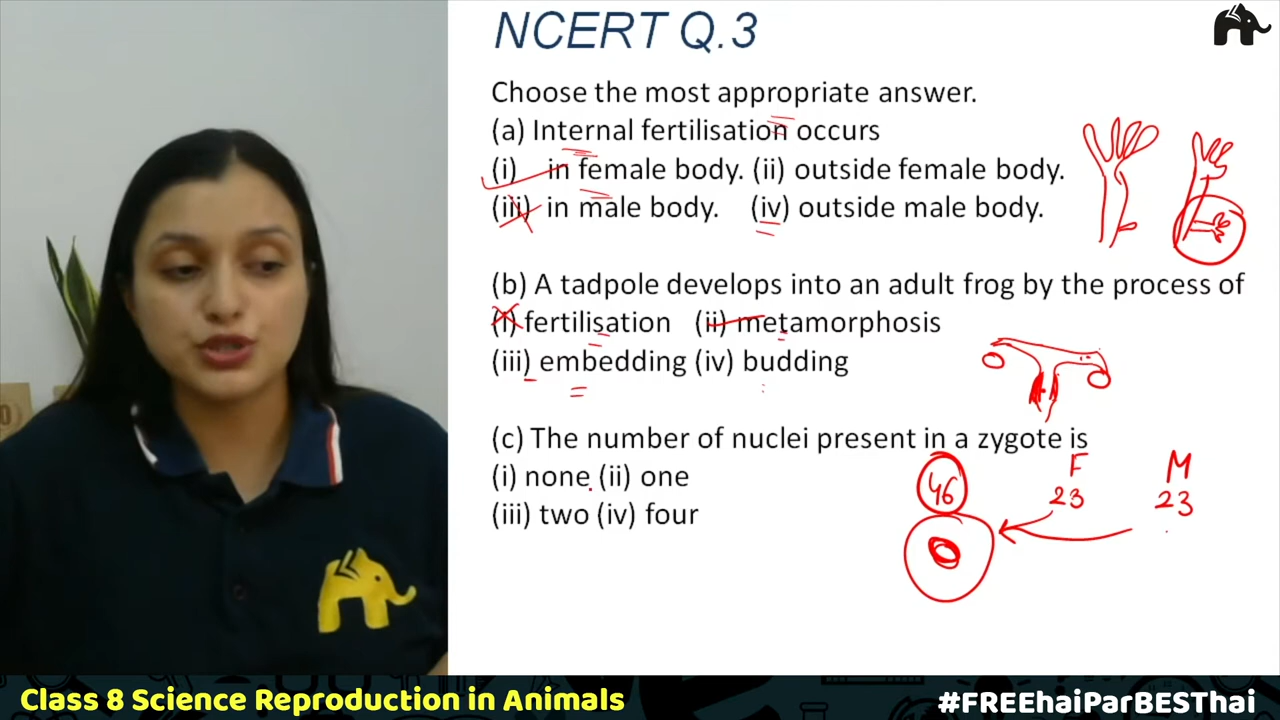 NCERT Q.3
Choose the most appropriate answer.
(a) Internal fertilisation occurs
(i) in female body. (ii) outside female body.
(iii) in male body. (iv) outside male body.
(b) A tadpole develops into an adult frog by the process of
(i) fertilisation (ii) metamorphosis
(iii) embedding (iv) budding
(c) The number of nuclei present in a zygote is
(i) none (ii) one
(iii) two (iv) four
F M
46 23 23
Class 8 Science Reproduction in Animals
#FREEhaiParBESThai